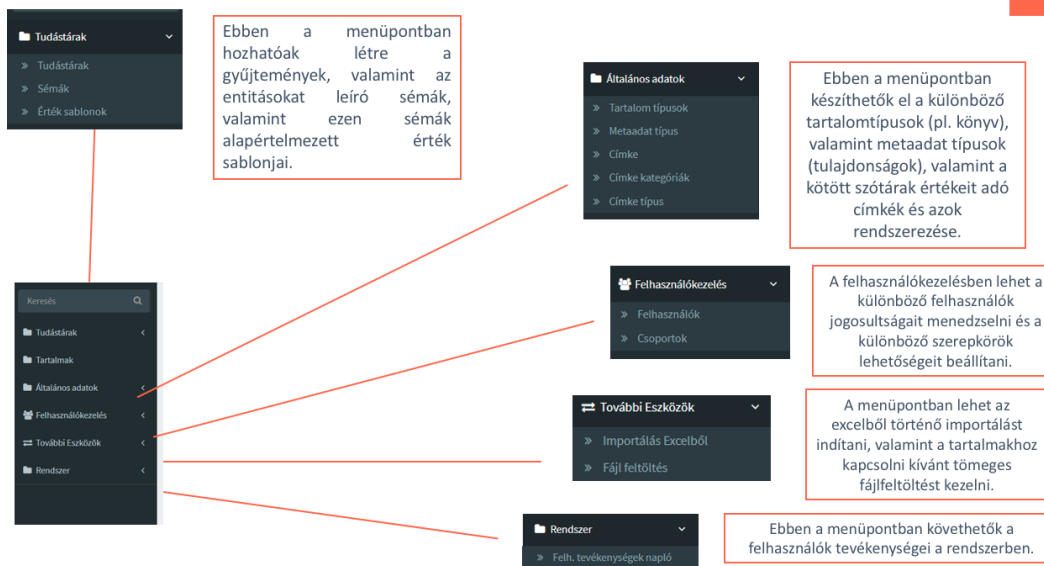 Tudástárak
Tudástárak
Sémák
Érték sablonok
Ebben a menüpontban
hozhatóak létre a
gyűjtemények, valamint az
entitásokat leíró sémák,
valamint ezen sémák
alapértelmezett érték
sablonjai.
Általános adatok
Tartalom típusok
Metaadat típus
Címke
Címke kategóriák
Címke típus
Ebben a menüpontban
készíthetők el a különböző
tartalomtípusok (pl. könyv),
valamint metaadat típusok
(tulajdonságok), valamint a
kötött szótárak értékeit adó
címkék és azok
rendszerezése.
Keresés
Tudástárak
Tartalmak
Általános adatok
Felhasználókezelés
További Eszközök
Rendszer
Felhasználókezelés
Felhasználók
Csoportok
A felhasználókezelésben lehet a
különböző felhasználók
jogosultságait menedzselni és a
különböző szerepkörök
lehetőségeit beállítani.
További Eszközök
Importálás Excelből
Fájl feltöltés
A menüpontban lehet az
excelből történő importálást
indítani, valamint a tartalmakhoz
kapcsolni kívánt tömeges
fájlfeltöltést kezelni.
Rendszer
Felh. tevékenységek napló
Ebben a menüpontban követhetők a
felhasználók tevékenységei a rendszerben.